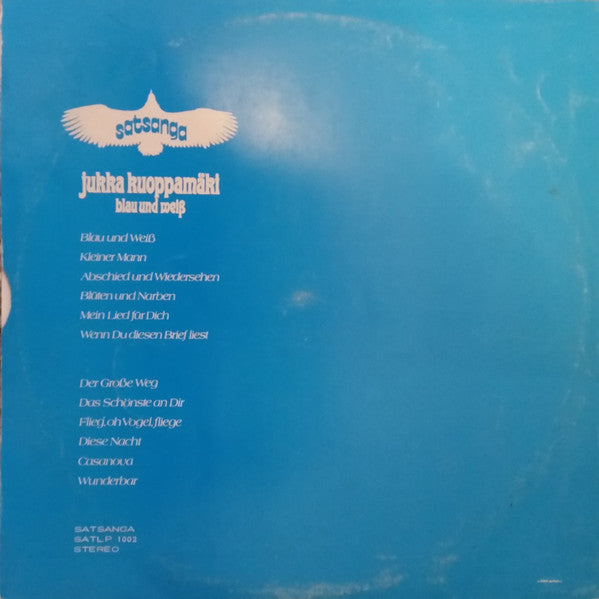 satsanga
jukka kuoppamäki
blau und weiß
Blau und Weiß
Kleiner Mann
Abschied und Wiedersehen
Blüten und Narben
Mein Lied für Dich
Wenn Du diesen Brief liest
Der Große Weg
Das Schönste an Dir
Flieg, oh Vogel, fliege
Diese Nacht
Casanova
Wunderbar
SATSANGA
SATLP 1002
STEREO